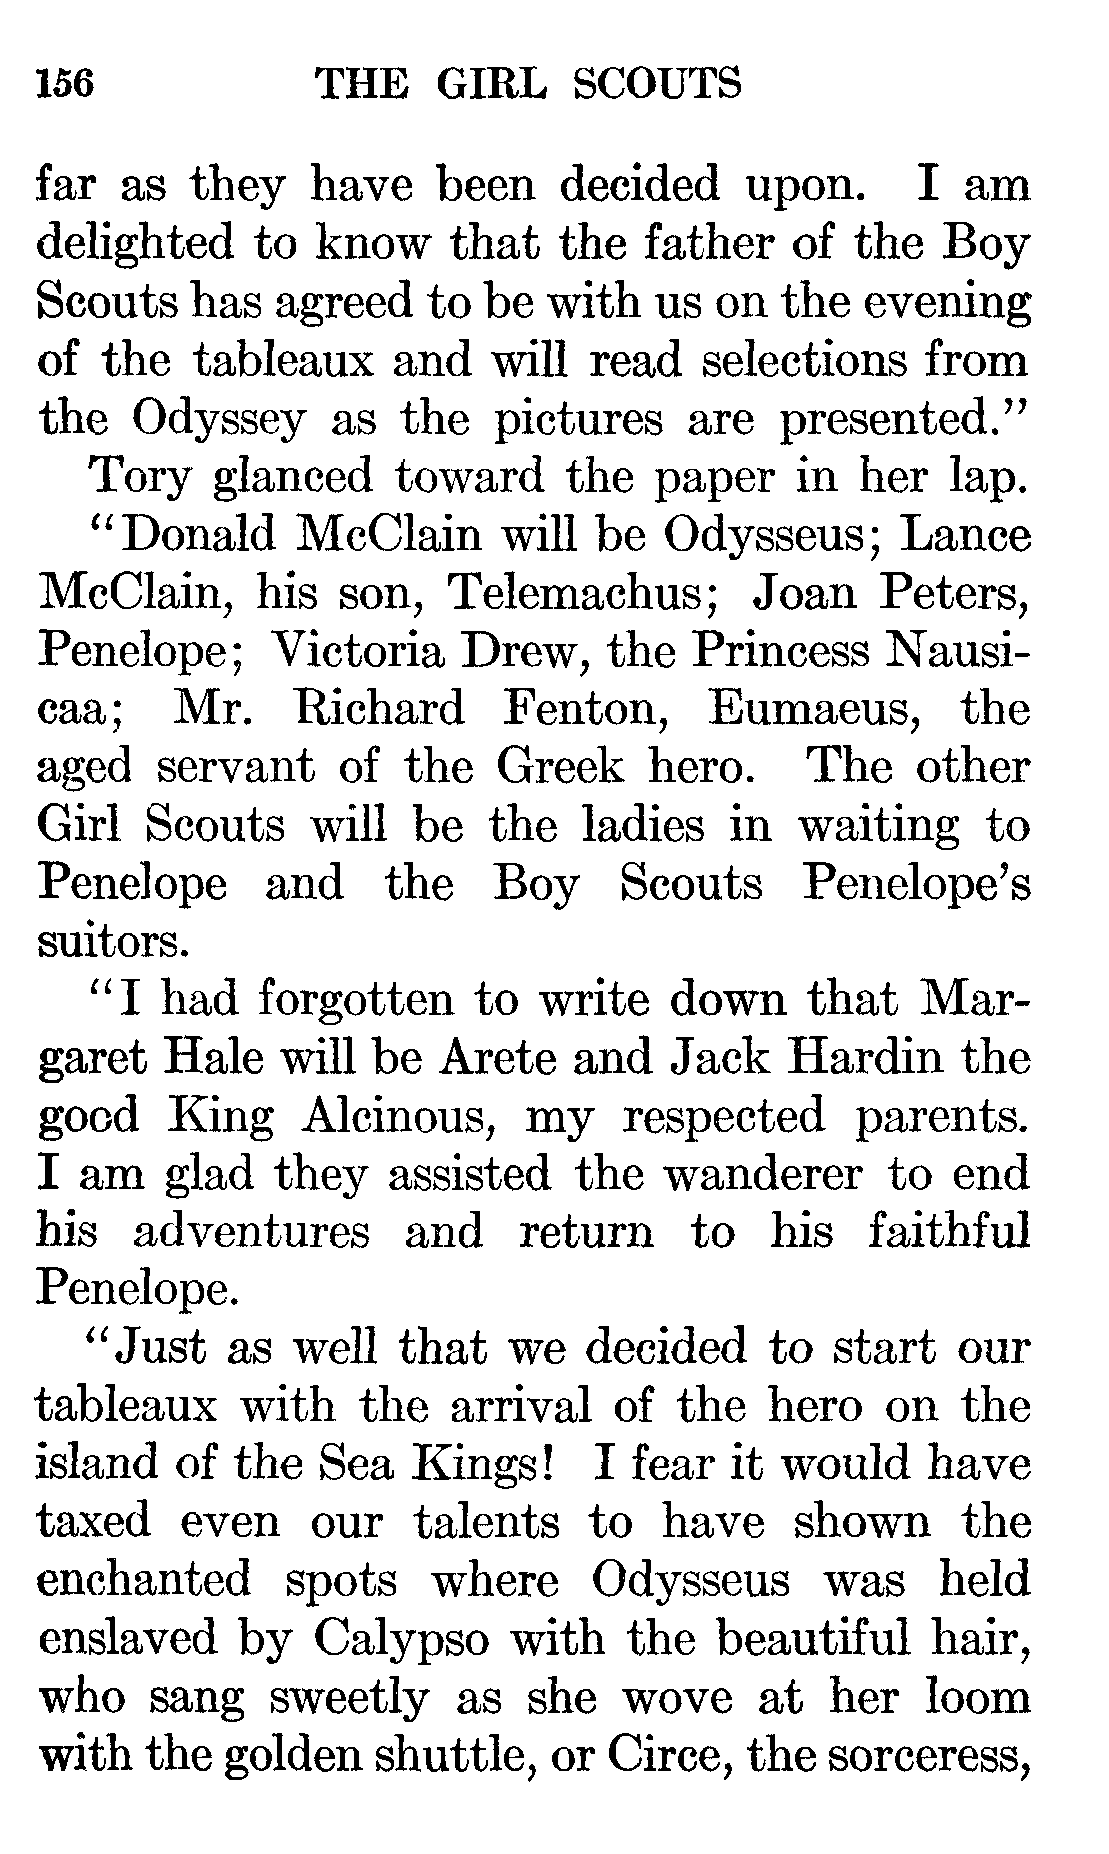 156 THE GIRL SCOUTS
far as they have been decided upon. I am
delighted to know that the father of the Boy
Scouts has agreed to be with us on the evening
of the tableaux and will read selections from
the Odyssey as the pictures are presented.”
Tory glanced toward the paper in her lap.
“Donald McClain will be Odysseus; Lance
McClain, his son, Telemachus; Joan Peters,
Penelope; Victoria Drew, the Princess Nausi-
caa; Mr. Richard Fenton, Eumaeus, the
aged servant of the Greek hero. The other
Girl Scouts will be the ladies in waiting to
Penelope and the Boy Scouts Penelope’s
suitors.
“I had forgotten to write down that Mar-
garet Hale will be Arete and Jack Hardin the
good King Alcinous, my respected parents.
I am glad they assisted the wanderer to end
his adventures and return to his faithful
Penelope.
“Just as well that we decided to start our
tableaux with the arrival of the hero on the
island of the Sea Kings! I fear it would have
taxed even our talents to have shown the
enchanted spots where Odysseus was held
enslaved by Calypso with the beautiful hair,
who sang sweetly as she wove at her loom
with the golden shuttle, or Circe, the sorceress,